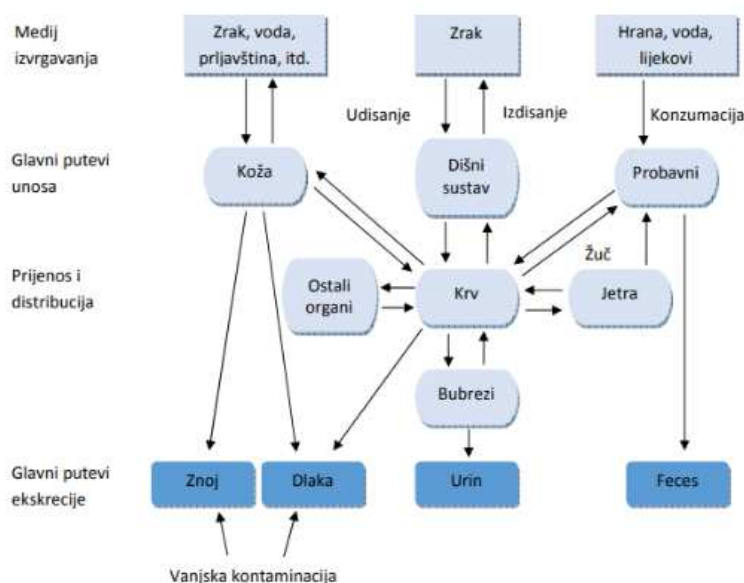 Medij
izvrgavanja
Zrak, voda,
prljavština, itd.
Zrak
Hrana, voda,
lijekovi
Udisanje
Izdisanje
Konzumacija
Glavni putevi
unosa
Koža
Dišni
sustav
Probavni
Prijenos i
distribucija
Ostali
organi
Krv
Žuč
Jetra
Bubrezi
Glavni putevi
ekskrecije
Znoj
Dlaka
Urin
Feces
Vanjska kontaminacija